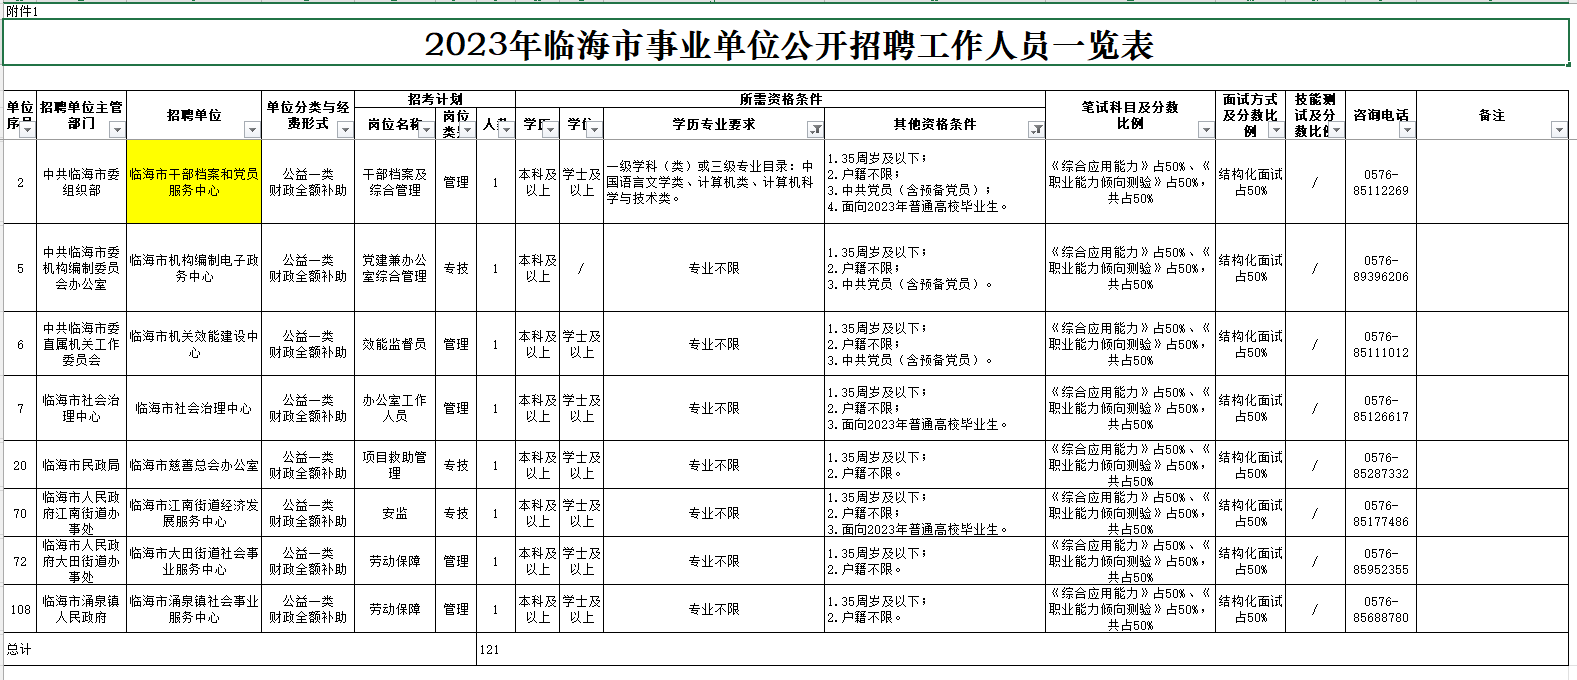 附件1
2023年临海市事业单位公开招聘工作人员一览表
单位序号 招聘单位主管部门 招聘单位 单位分类与经费形式 招考计划 所需资格条件 笔试科目及分数比例 面试方式及分数比例 技能测试及分数比例 咨询电话 备注
岗位名称 岗位类别 人数 学历 学位 学历专业要求 其他资格条件
2 中共临海市委组织部 临海市干部档案和党员服务中心 公益一类 财政全额补助 干部档案及综合管理 管理 1 本科及以上 学士及以上 一级学科（类）或三级专业目录：中国语言文学类、计算机类、计算机科学与技术类。 1.35周岁及以下； 2.户籍不限； 3.中共党员（含预备党员）； 4.面向2023年普通高校毕业生。 《综合应用能力》占50%、《职业能力倾向测验》占50%，共占50% 结构化面试占50% / 0576-85112269
5 中共临海市委机构编制委员会办公室 临海市机构编制电子政务中心 公益一类 财政全额补助 党建兼办公室综合管理 专技 1 本科及以上 / 专业不限 1.35周岁及以下； 2.户籍不限； 3.中共党员（含预备党员）。 《综合应用能力》占50%、《职业能力倾向测验》占50%，共占50% 结构化面试占50% / 0576-89396206
6 中共临海市委直属机关工作委员会 临海市机关效能建设中心 公益一类 财政全额补助 效能监督员 管理 1 本科及以上 学士及以上 专业不限 1.35周岁及以下； 2.户籍不限； 3.中共党员（含预备党员）。 《综合应用能力》占50%、《职业能力倾向测验》占50%，共占50% 结构化面试占50% / 0576-85111012
7 临海市社会治理中心 临海市社会治理中心 公益一类 财政全额补助 办公室工作人员 管理 1 本科及以上 学士及以上 专业不限 1.35周岁及以下； 2.户籍不限； 3.面向2023年普通高校毕业生。 《综合应用能力》占50%、《职业能力倾向测验》占50%，共占50% 结构化面试占50% / 0576-85126617
20 临海市民政局 临海市慈善总会办公室 公益一类 财政全额补助 项目救助管理 专技 1 本科及以上 学士及以上 专业不限 1.35周岁及以下； 2.户籍不限。 《综合应用能力》占50%、《职业能力倾向测验》占50%，共占50% 结构化面试占50% / 0576-85287332
70 临海市人民政府江南街道办事处 临海市江南街道经济发展服务中心 公益一类 财政全额补助 安监 专技 1 本科及以上 学士及以上 专业不限 1.35周岁及以下； 2.户籍不限； 3.面向2023年普通高校毕业生。 《综合应用能力》占50%、《职业能力倾向测验》占50%，共占50% 结构化面试占50% / 0576-85177486
72 临海市人民政府大田街道办事处 临海市大田街道社会事业服务中心 公益一类 财政全额补助 劳动保障 管理 1 本科及以上 学士及以上 专业不限 1.35周岁及以下； 2.户籍不限。 《综合应用能力》占50%、《职业能力倾向测验》占50%，共占50% 结构化面试占50% / 0576-85952355
108 临海市涌泉镇人民政府 临海市涌泉镇社会事业服务中心 公益一类 财政全额补助 劳动保障 管理 1 本科及以上 学士及以上 专业不限 1.35周岁及以下； 2.户籍不限。 《综合应用能力》占50%、《职业能力倾向测验》占50%，共占50% 结构化面试占50% / 0576-85688780
总计 121